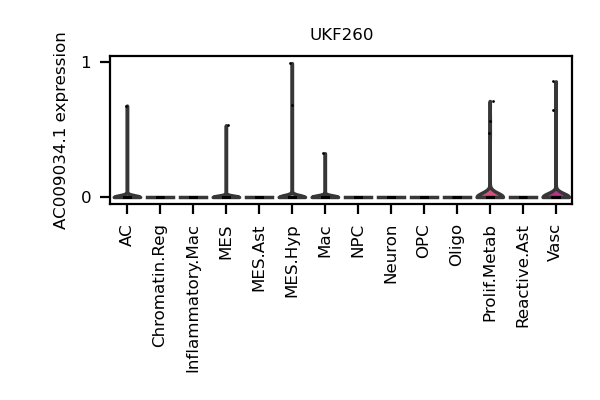 UKF260
AC009034.1 expression
1
0
AC
Chromatin.Reg
Inflammatory.Mac
MES
MES.Ast
MES.Hyp
Mac
NPC
Neuron
OPC
Oligo
Prolif.Metab
Reactive.Ast
Vasc